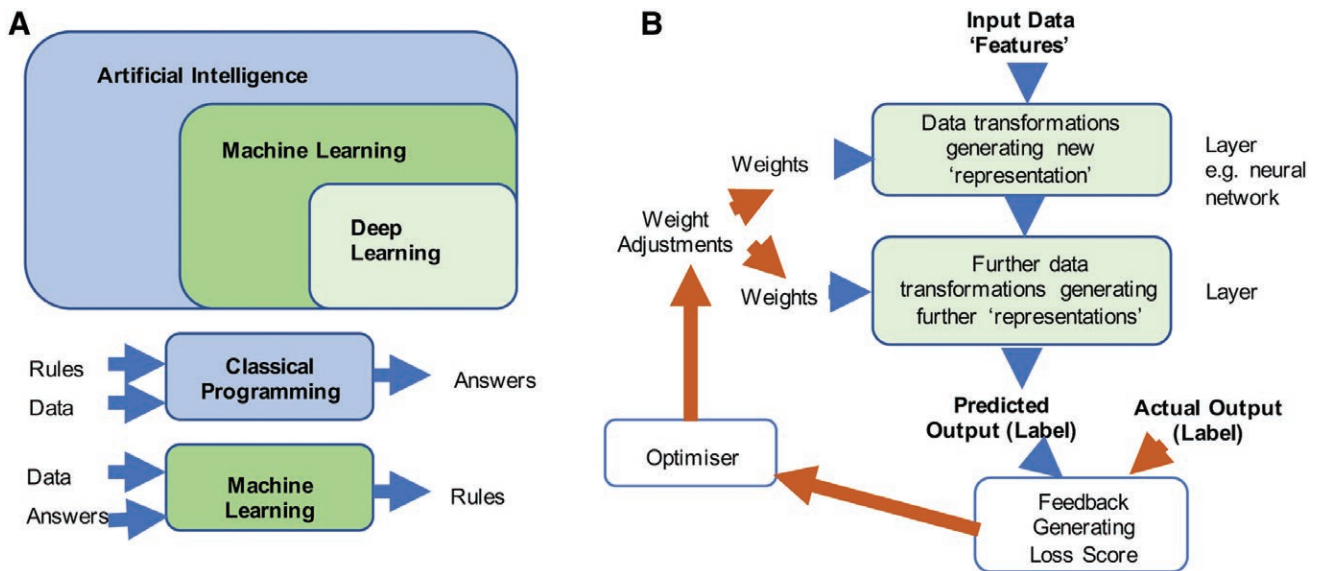 A
Artificial Intelligence
Machine Learning
Deep
Learning
Rules
Data
Classical
Programming
Answers
Data
Answers
Machine
Learning
Rules
B
Input Data
‘Features’
Data transformations
generating new
‘representation’
Layer
e.g. neural
network
Weights
Weight
Adjustments
Weights
Further data
transformations generating
further ‘representations’
Layer
Predicted
Output (Label)
Actual Output
(Label)
Optimiser
Feedback
Generating
Loss Score